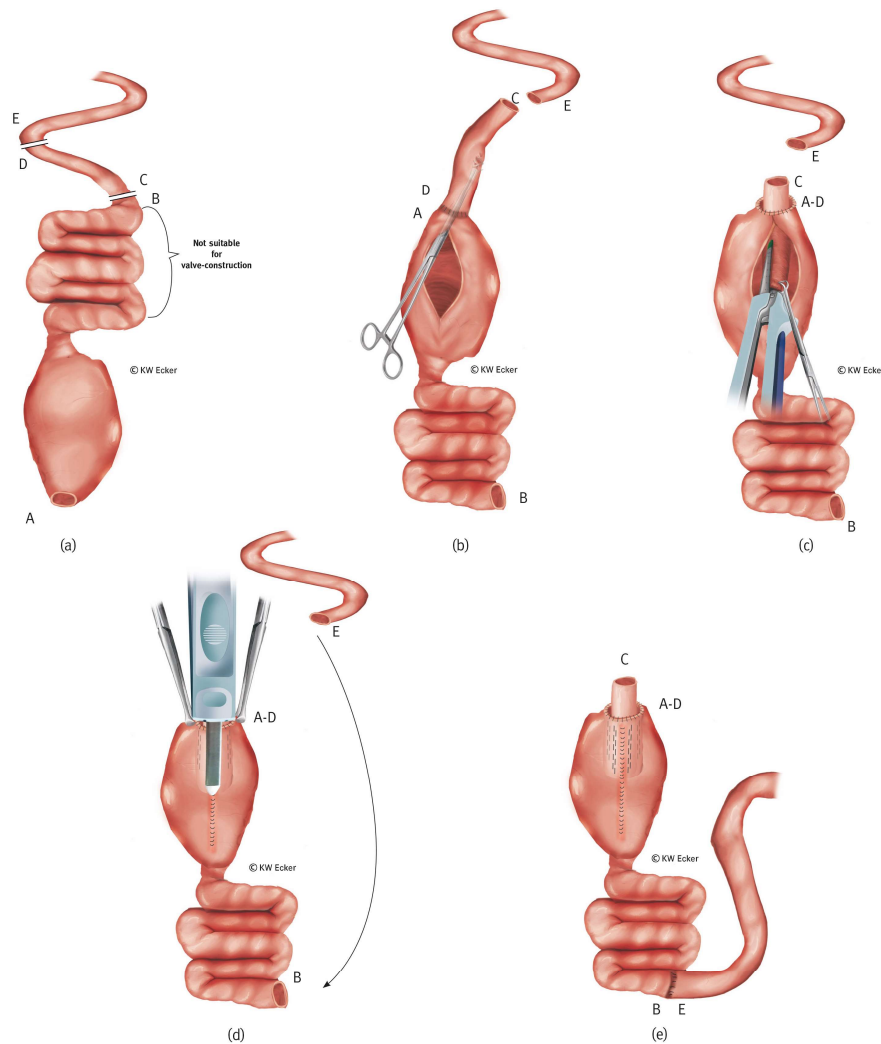 E
D
C
B
Not suitable
for
valve-construction
© KW Ecker
A
(a)
C
E
D
A
© KW Ecker
B
(b)
E
C
A-D
© KW Ecke
B
(c)
E
A-D
© KW Ecker
B
(d)
C
A-D
© KW Ecker
B E
(e)